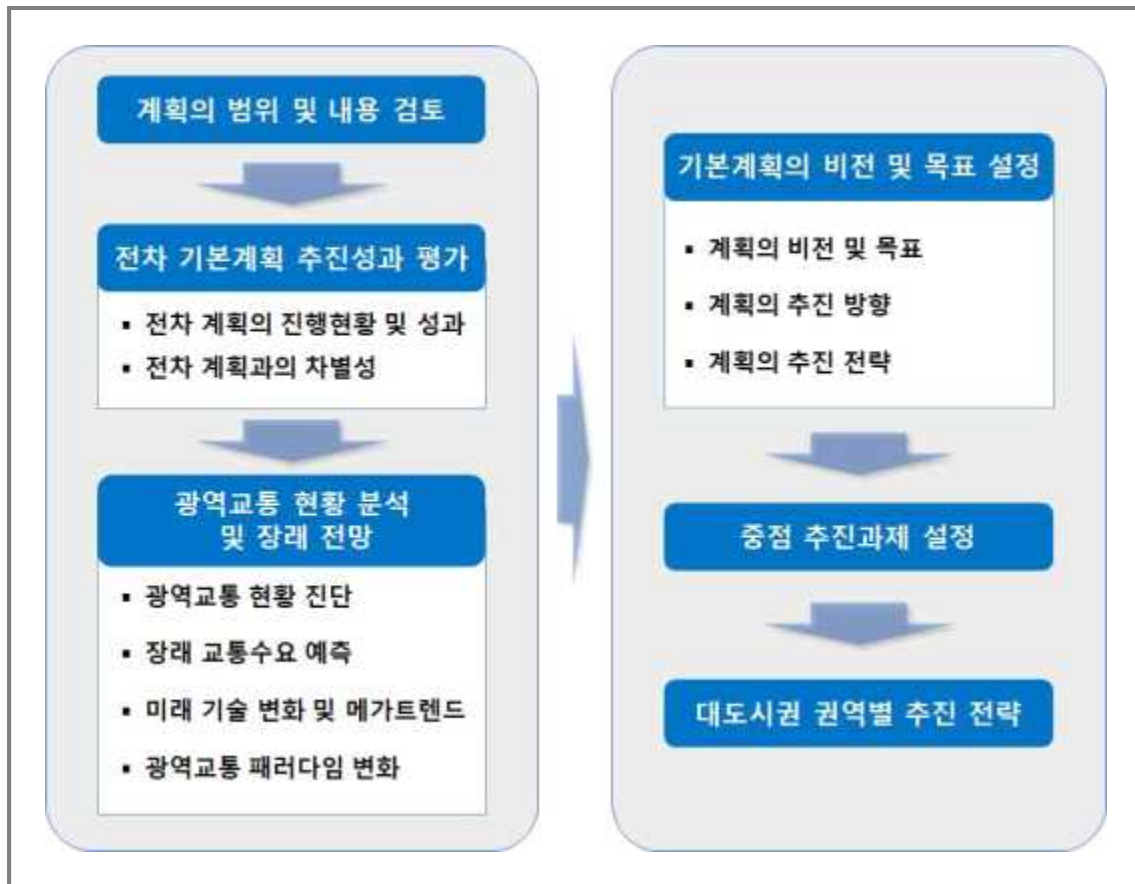 계획의 범위 및 내용 검토
전차 기본계획 추진성과 평가
▪ 전차 계획의 진행현황 및 성과
▪ 전차 계획과의 차별성
광역교통 현황 분석
및 장래 전망
▪ 광역교통 현황 진단
▪ 장래 교통수요 예측
▪ 미래 기술 변화 및 메가트렌드
▪ 광역교통 패러다임 변화
기본계획의 비전 및 목표 설정
▪ 계획의 비전 및 목표
▪ 계획의 추진 방향
▪ 계획의 추진 전략
중점 추진과제 설정
대도시권 권역별 추진 전략